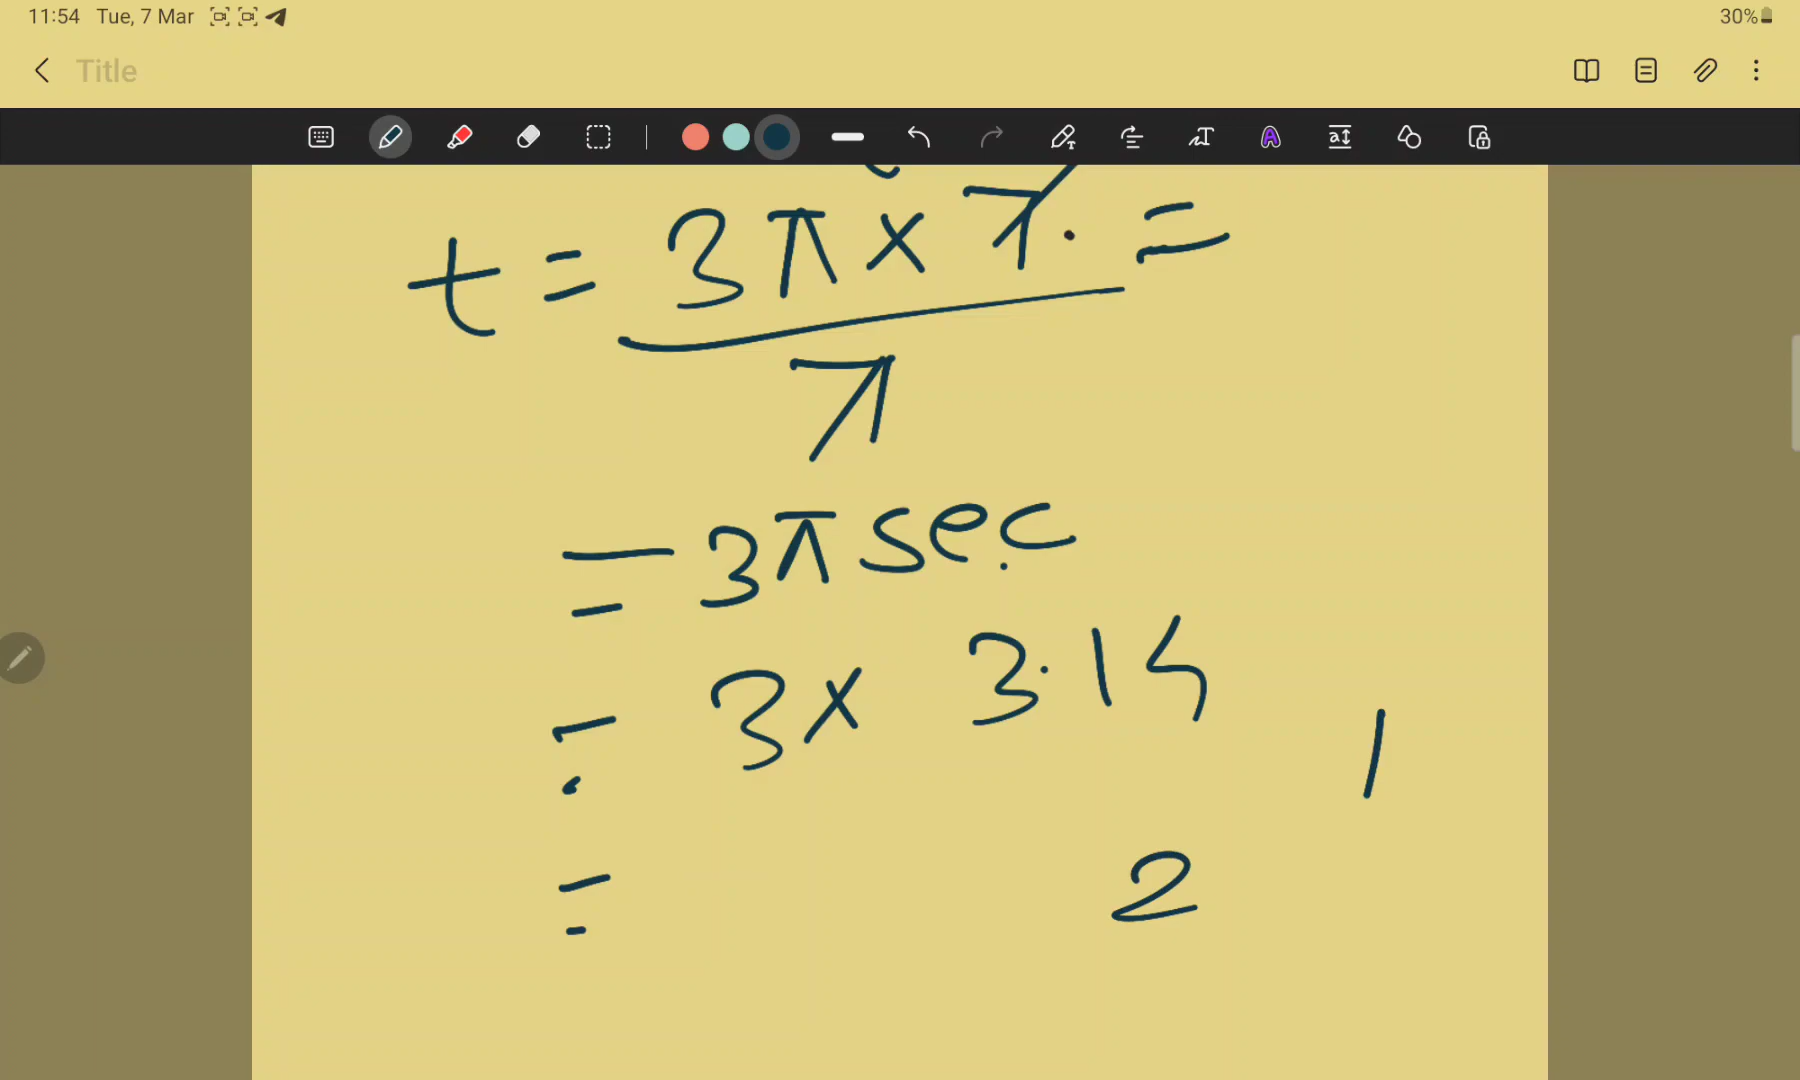 11:54 Tue, 7 Mar 30%
Title
t = 3π × 7. =
7
= 3π sec.
= 3 × 3.14
1
= 2